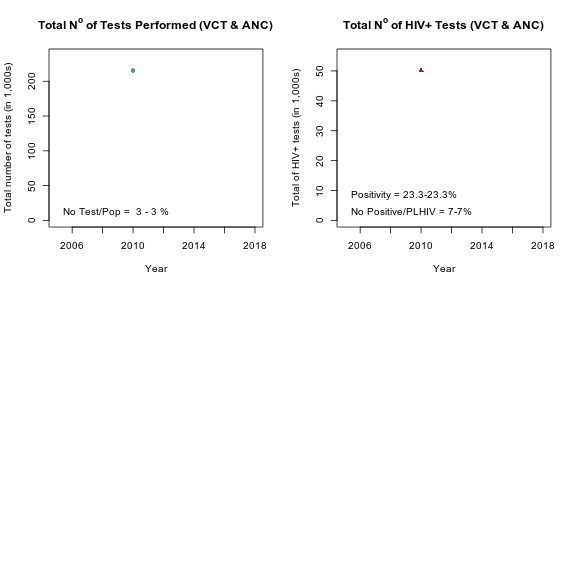 Total Nº of Tests Performed (VCT & ANC)
Total number of tests (in 1,000s)
200
150
100
50
0
No Test/Pop = 3 - 3 %
2006 2010 2014 2018
Year
Total Nº of HIV+ Tests (VCT & ANC)
Total of HIV+ tests (in 1,000s)
50
40
30
20
10
0
Positivity = 23.3-23.3%
No Positive/PLHIV = 7-7%
2006 2010 2014 2018
Year